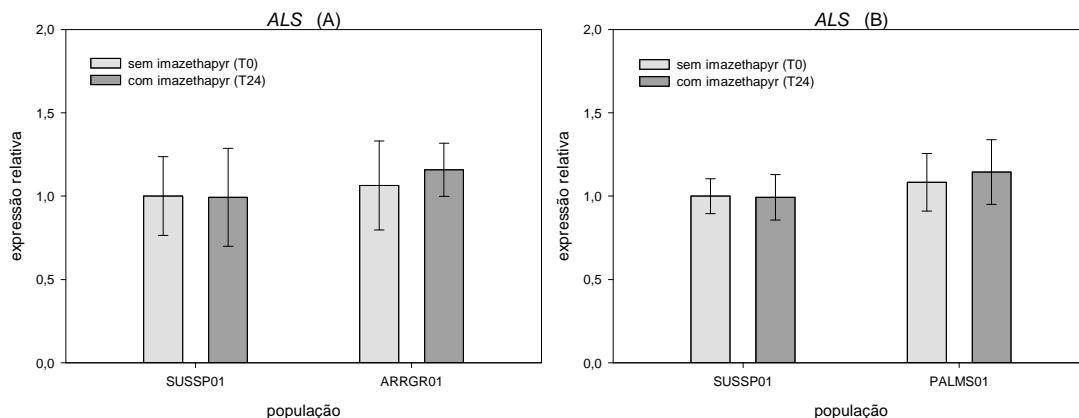 ALS (A)
2,0
1,5
1,0
0,5
0,0
expressão relativa
sem imazethapyr (T0)
com imazethapyr (T24)
SUSSP01
ARRGR01
população
ALS (B)
2,0
1,5
1,0
0,5
0,0
expressão relativa
sem imazethapyr (T0)
com imazethapyr (T24)
SUSSP01
PALMS01
população